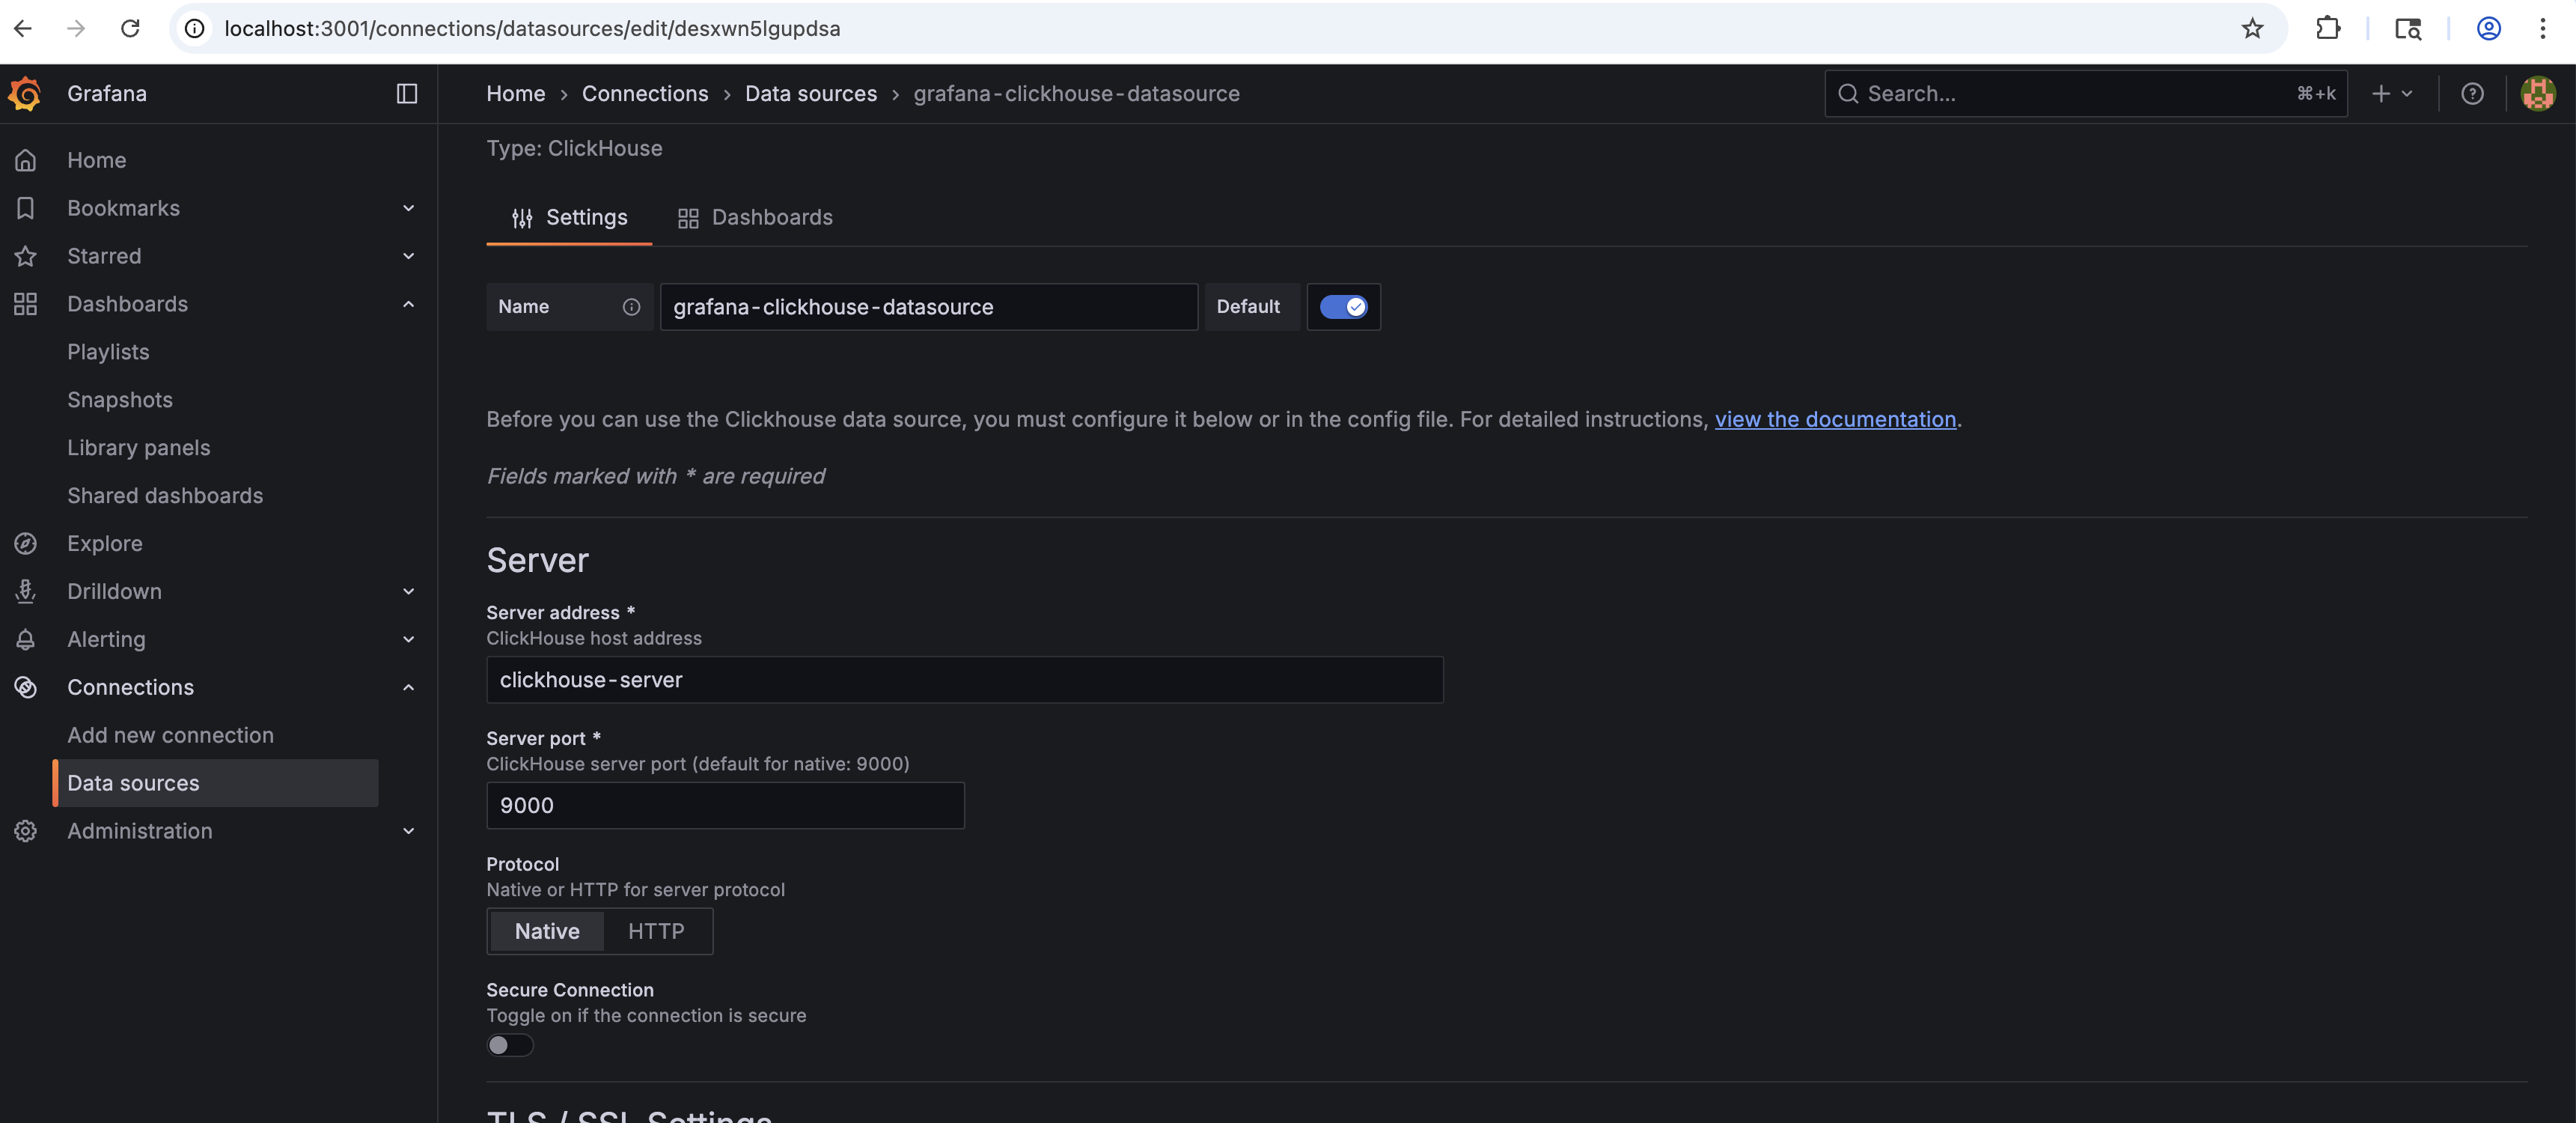 localhost:3001/connections/datasources/edit/desxwn5lgupdsa
Grafana
Home › Connections › Data sources › grafana-clickhouse-datasource
Search...
⌘+k
Home
Bookmarks
Starred
Dashboards
Playlists
Snapshots
Library panels
Shared dashboards
Explore
Drilldown
Alerting
Connections
Add new connection
Data sources
Administration
Type: ClickHouse
Settings
Dashboards
Name
grafana-clickhouse-datasource
Default
Before you can use the Clickhouse data source, you must configure it below or in the config file. For detailed instructions, view the documentation.
Fields marked with * are required
Server
Server address *
ClickHouse host address
clickhouse-server
Server port *
ClickHouse server port (default for native: 9000)
9000
Protocol
Native or HTTP for server protocol
Native
HTTP
Secure Connection
Toggle on if the connection is secure
TLS / SSL Settings